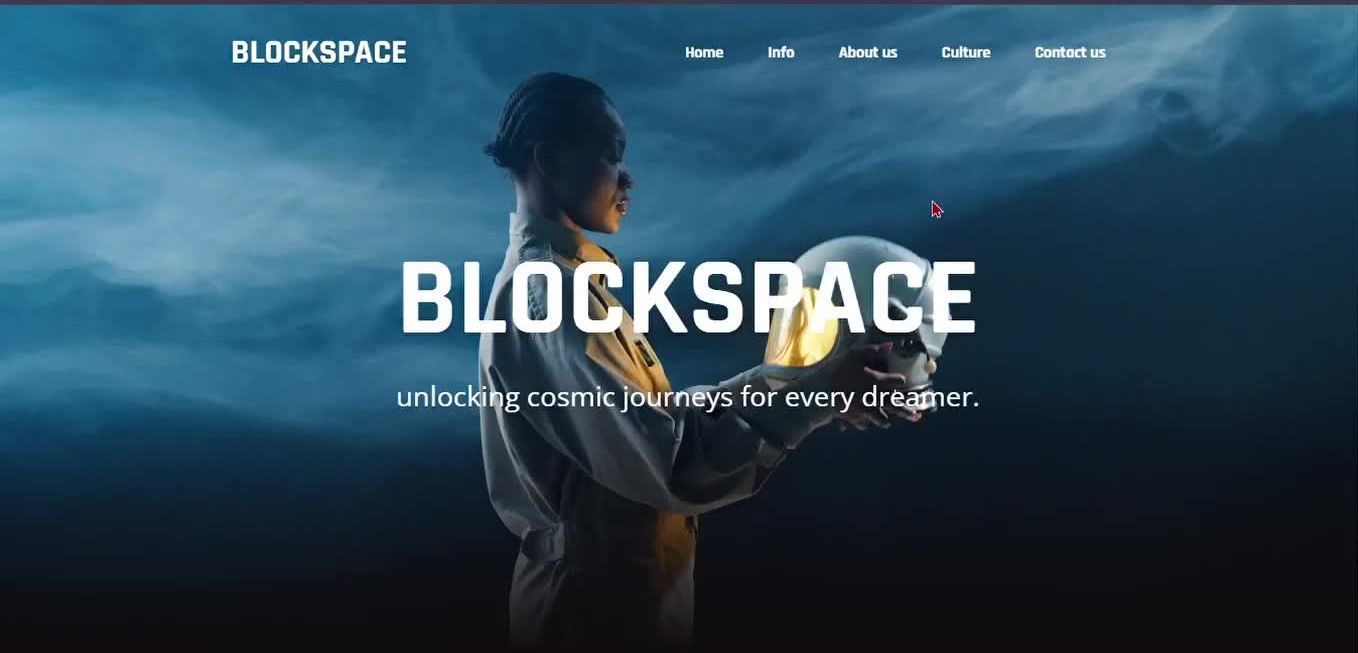 BLOCKSPACE
Home Info About us Culture Contact us
BLOCKSPACE
unlocking cosmic journeys for every dreamer.